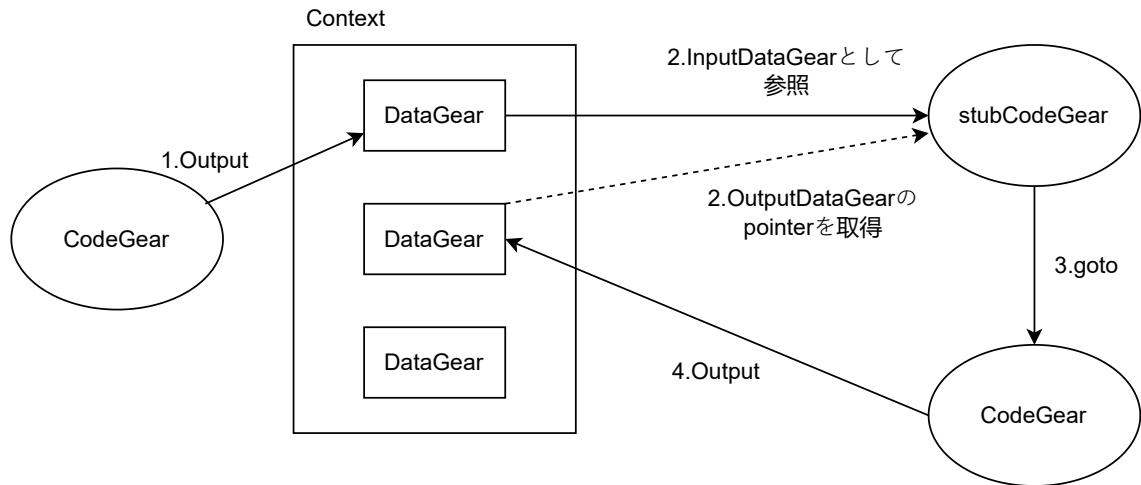 Context
DataGear
2.InputDataGearとして
参照
stubCodeGear
1.Output
CodeGear
DataGear
2.OutputDataGearの
pointerを取得
3.goto
DataGear
4.Output
CodeGear